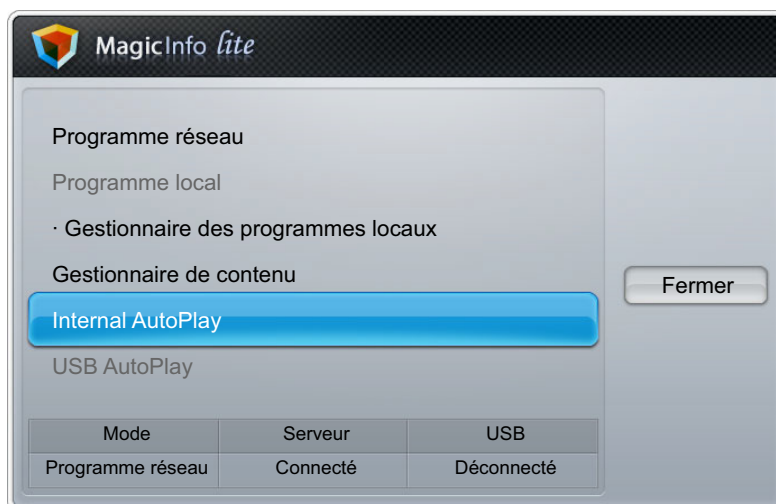 MagicInfo lite
Programme réseau
Programme local
· Gestionnaire des programmes locaux
Gestionnaire de contenu
Internal AutoPlay
USB AutoPlay
Fermer
Mode Serveur USB
Programme réseau Connecté Déconnecté